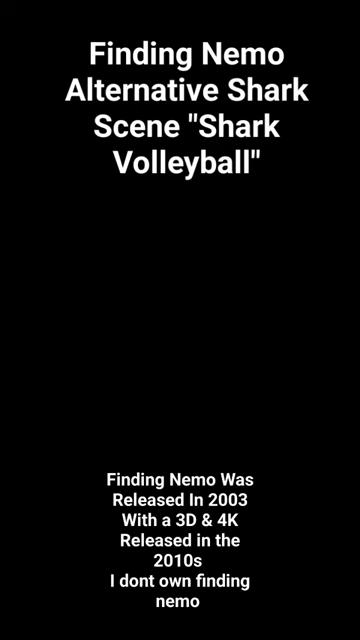 Finding Nemo
Alternative Shark
Scene "Shark
Volleyball"
Finding Nemo Was
Released In 2003
With a 3D & 4K
Released in the
2010s
I dont own finding
nemo